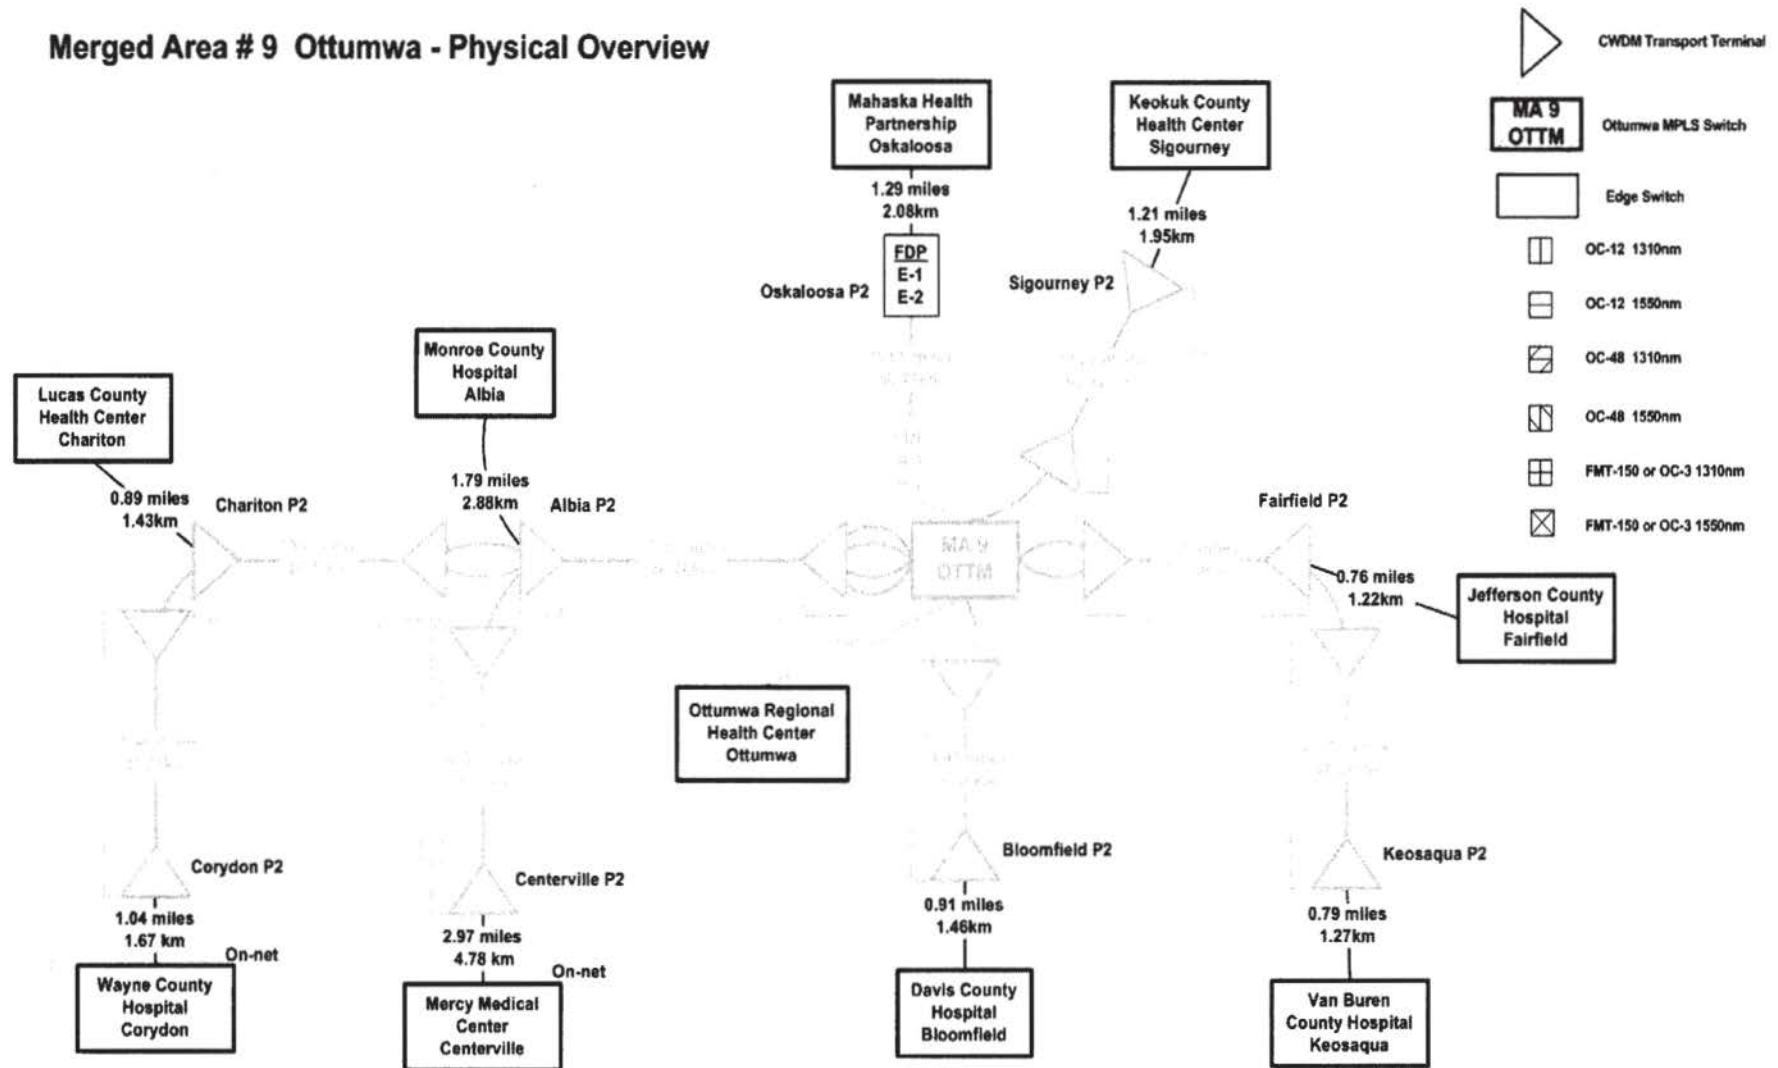 Merged Area # 9 Ottumwa - Physical Overview
CWDM Transport Terminal
MA 9
OTTM
Ottumwa MPLS Switch
Edge Switch
OC-12 1310nm
OC-12 1550nm
OC-48 1310nm
OC-48 1550nm
FMT-150 or OC-3 1310nm
FMT-150 or OC-3 1550nm
Mahaska Health
Partnership
Oskaloosa
1.29 miles
2.08km
FDP
E-1
E-2
Oskaloosa P2
Keokuk County
Health Center
Sigourney
1.21 miles
1.95km
Sigourney P2
Monroe County
Hospital
Albia
1.79 miles
2.88km
Albia P2
Lucas County
Health Center
Chariton
0.89 miles
1.43km
Chariton P2
MA 9
OTTM
Fairfield P2
0.76 miles
1.22km
Jefferson County
Hospital
Fairfield
Ottumwa Regional
Health Center
Ottumwa
Corydon P2
1.04 miles
1.67 km
On-net
Wayne County
Hospital
Corydon
Centerville P2
2.97 miles
4.78 km
On-net
Mercy Medical
Center
Centerville
Bloomfield P2
0.91 miles
1.46km
Davis County
Hospital
Bloomfield
Keosaqua P2
0.79 miles
1.27km
Van Buren
County Hospital
Keosaqua